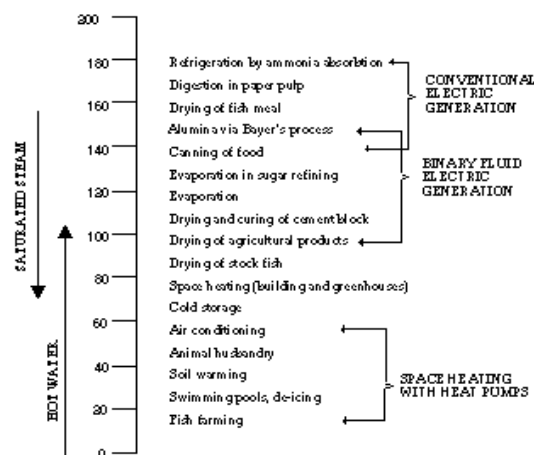 200
180
160
140
120
100
80
60
40
20
0
SATURATED STEAM
HOT WATER
Refrigeration by ammonia absorbtion
Digestion in paper pulp
Drying of fish meal
Alumina via Bayer's process
Canning of food
Evaporation in sugar refining
Evaporation
Drying and curing of cement block
Drying of agricultural products
Drying of stock fish
Space heating (building and greenhouses)
Cold storage
Air conditioning
Animal husbandry
Soil warming
Swimming pools, de-icing
Fish farming
CONVENTIONAL
ELECTRIC
GENERATION
BINARY FLUID
ELECTRIC
GENERATION
SPACE HEATING
WITH HEAT PUMPS